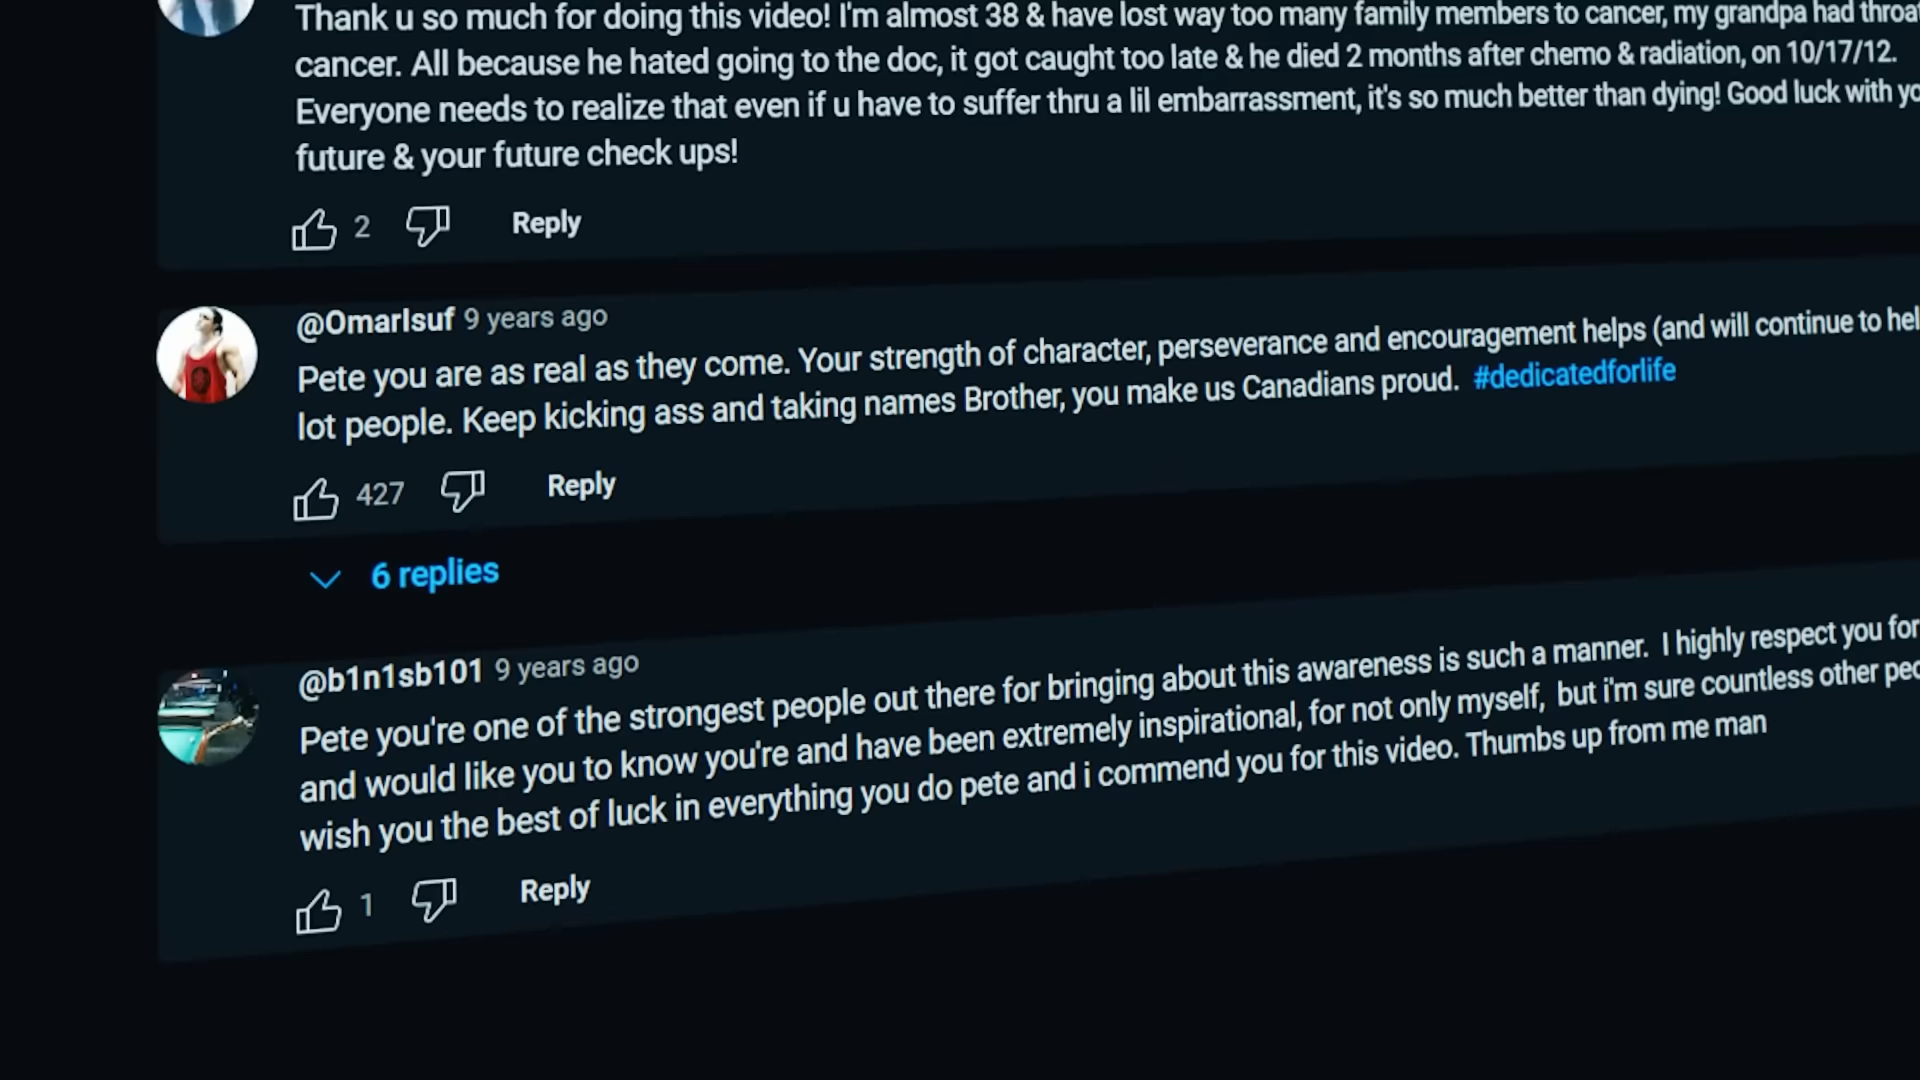 Thank u so much for doing this video! I'm almost 38 & have lost way too many family members to cancer, my grandpa had
cancer. All because he hated going to the doc, it got caught too late & he died 2 months after chemo & radiation, on 10/17/12.
Everyone needs to realize that even if u have to suffer thru a lil embarrassment, it's so much better than dying! Good luck with
future & your future check ups!
2 Reply
@OmarIsuf 9 years ago
Pete you are as real as they come. Your strength of character, perseverance and encouragement helps (and will continue to
lot people. Keep kicking ass and taking names Brother, you make us Canadians proud. #dedicatedforlife
427 Reply
6 replies
@b1n1sb101 9 years ago
Pete you're one of the strongest people out there for bringing about this awareness is such a manner. I highly respect you for
and would like you to know you're and have been extremely inspirational, for not only myself, but i'm sure countless other
wish you the best of luck in everything you do pete and i commend you for this video. Thumbs up from me man
1 Reply